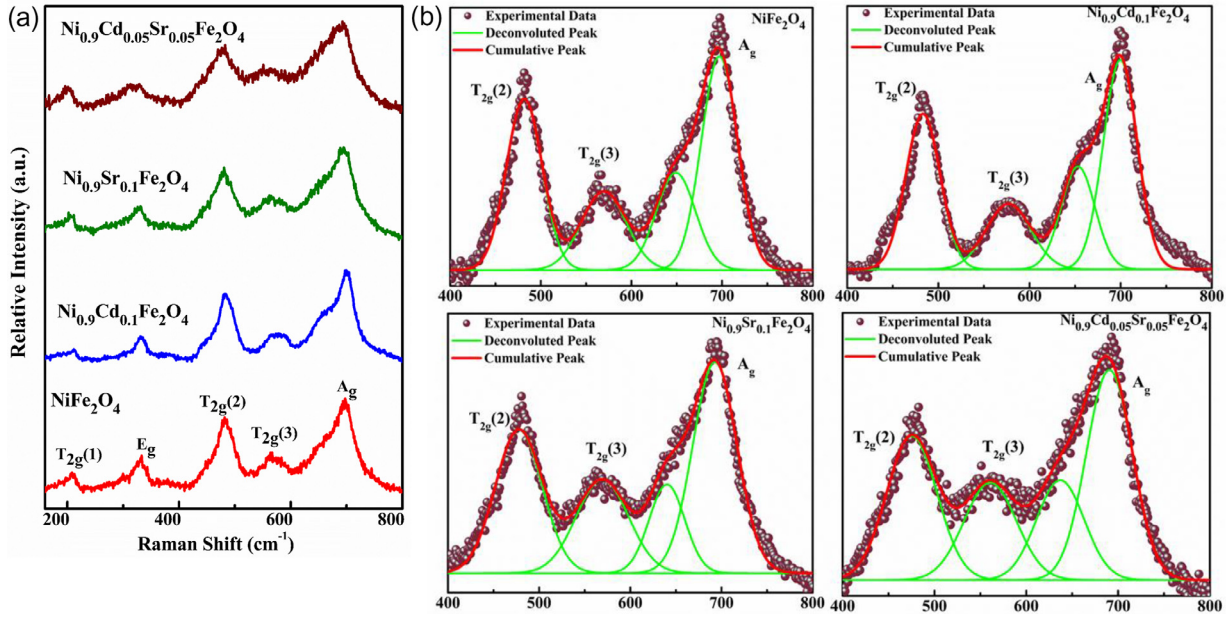 (a)
Ni0.9Cd0.05Sr0.05Fe2O4
Ni0.9Sr0.1Fe2O4
Ni0.9Cd0.1Fe2O4
NiFe2O4
T2g(1)
Eg
T2g(2)
T2g(3)
Ag
200 400 600 800
Raman Shift (cm-1)
Relative Intensity (a.u.)
(b)
Experimental Data
Deconvoluted Peak
Cumulative Peak
NiFe2O4
T2g(2)
T2g(3)
Ag
400 500 600 700 800
Experimental Data
Deconvoluted Peak
Cumulative Peak
Ni0.9Cd0.1Fe2O4
T2g(2)
T2g(3)
Ag
400 500 600 700 800
Experimental Data
Deconvoluted Peak
Cumulative Peak
Ni0.9Sr0.1Fe2O4
T2g(2)
T2g(3)
Ag
400 500 600 700 800
Experimental Data
Deconvoluted Peak
Cumulative Peak
Ni0.9Cd0.05Sr0.05Fe2O4
T2g(2)
T2g(3)
Ag
400 500 600 700 800